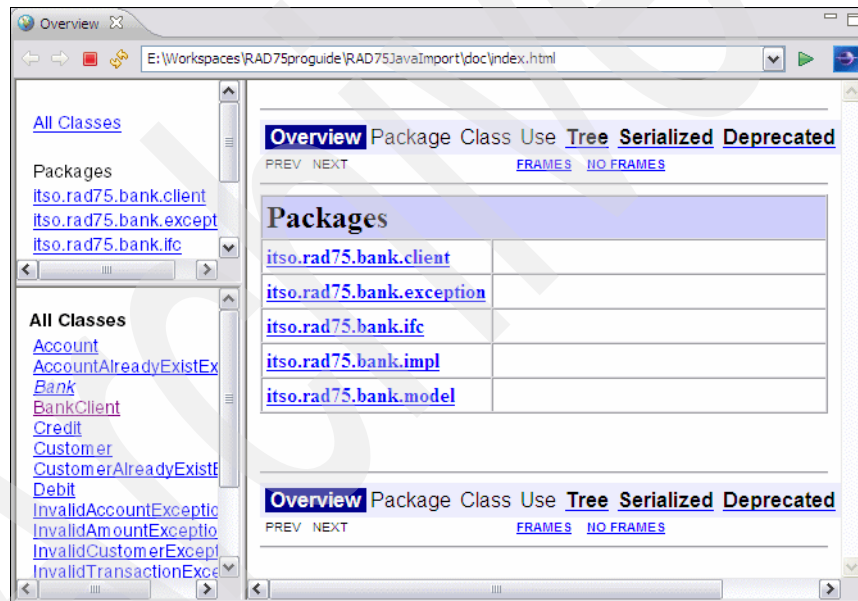 Overview
E:\Workspaces\RAD75proguide\RAD75JavaImport\doc\index.html
All Classes
Packages
itso.rad75.bank.client
itso.rad75.bank.except
itso.rad75.bank.ifc
All Classes
Account
AccountAlreadyExistEx
Bank
BankClient
Credit
Customer
CustomerAlreadyExistE
Debit
InvalidAccountExceptio
InvalidAmountExceptio
InvalidCustomerExcept
InvalidTransactionExce
Overview Package Class Use Tree Serialized Deprecated
PREV NEXT FRAMES NO FRAMES
Packages
itso.rad75.bank.client
itso.rad75.bank.exception
itso.rad75.bank.ifc
itso.rad75.bank.impl
itso.rad75.bank.model
Overview Package Class Use Tree Serialized Deprecated
PREV NEXT FRAMES NO FRAMES